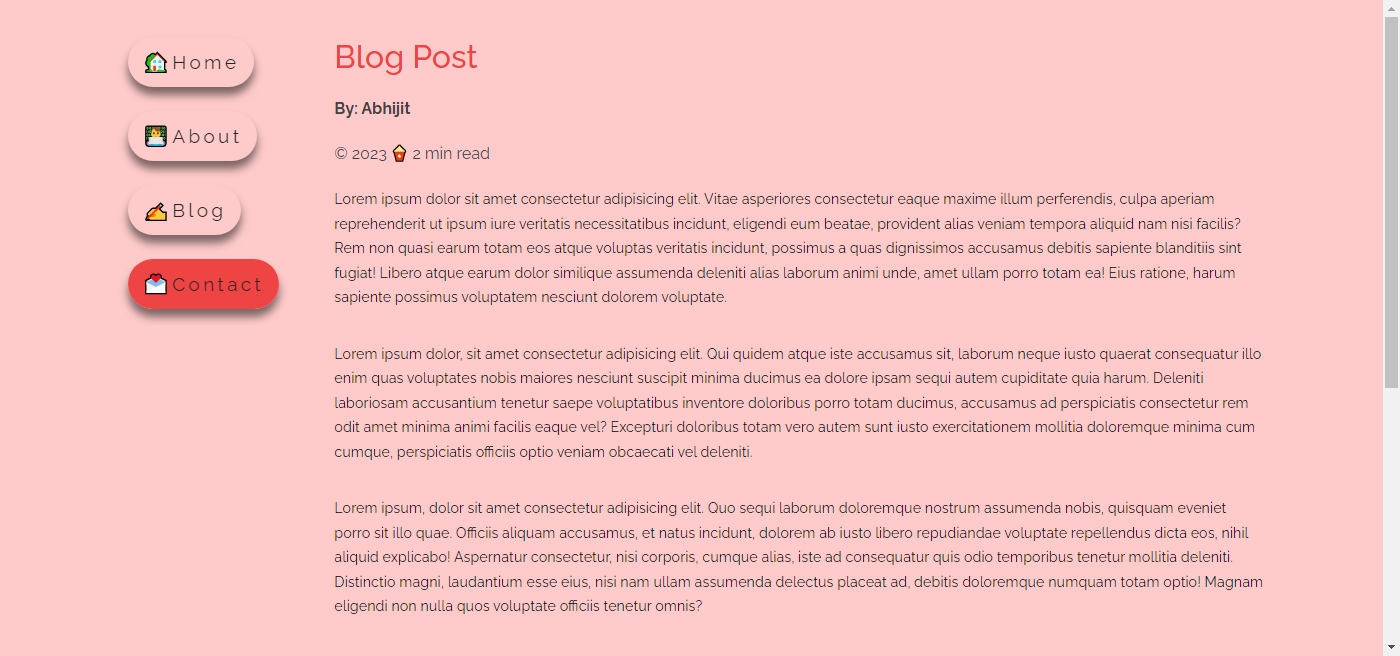 Home
About
Blog
Contact
Blog Post
By: Abhijit
© 2023 🍿 2 min read
Lorem ipsum dolor sit amet consectetur adipisicing elit. Vitae asperiores consectetur eaque maxime illum perferendis, culpa aperiam
reprehenderit ut ipsum iure veritatis necessitatibus incidunt, eligendi eum beatae, provident alias veniam tempora aliquid nam nisi facilis?
Rem non quasi earum totam eos atque voluptas veritatis incidunt, possimus a quas dignissimos accusamus debitis sapiente blanditiis sint
fugiat! Libero atque earum dolor similique assumenda deleniti alias laborum animi unde, amet ullam porro totam ea! Eius ratione, harum
sapiente possimus voluptatem nesciunt dolorem voluptate.
Lorem ipsum dolor, sit amet consectetur adipisicing elit. Qui quidem atque iste accusamus sit, laborum neque iusto quaerat consequatur illo
enim quas voluptates nobis maiores nesciunt suscipit minima ducimus ea dolore ipsam sequi autem cupiditate quia harum. Deleniti
laboriosam accusantium tenetur saepe voluptatibus inventore doloribus porro totam ducimus, accusamus ad perspiciatis consectetur rem
odit amet minima animi facilis eaque vel? Excepturi doloribus totam vero autem sunt iusto exercitationem mollitia doloremque minima cum
cumque, perspiciatis officiis optio veniam obcaecati vel deleniti.
Lorem ipsum, dolor sit amet consectetur adipisicing elit. Quo sequi laborum doloremque nostrum assumenda nobis, quisquam eveniet
porro sit illo quae. Officiis aliquam accusamus, et natus incidunt, dolorem ab iusto libero repudiandae voluptate repellendus dicta eos, nihil
aliquid explicabo! Aspernatur consectetur, nisi corporis, cumque alias, iste ad consequatur quis odio temporibus tenetur mollitia deleniti.
Distinctio magni, laudantium esse eius, nisi nam ullam assumenda delectus placeat ad, debitis doloremque numquam totam optio! Magnam
eligendi non nulla quos voluptate officiis tenetur omnis?